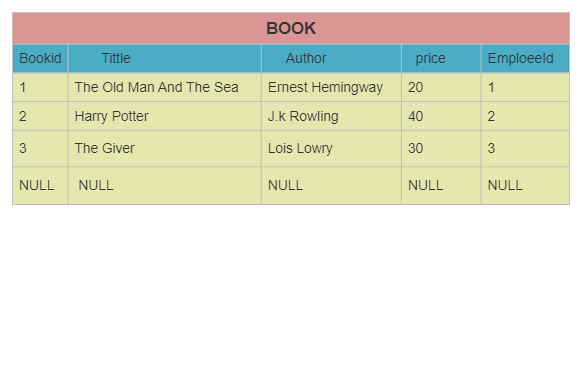 BOOK
Bookid Tittle Author price EmploeeId
1 The Old Man And The Sea Ernest Hemingway 20 1
2 Harry Potter J.k Rowling 40 2
3 The Giver Lois Lowry 30 3
NULL NULL NULL NULL NULL